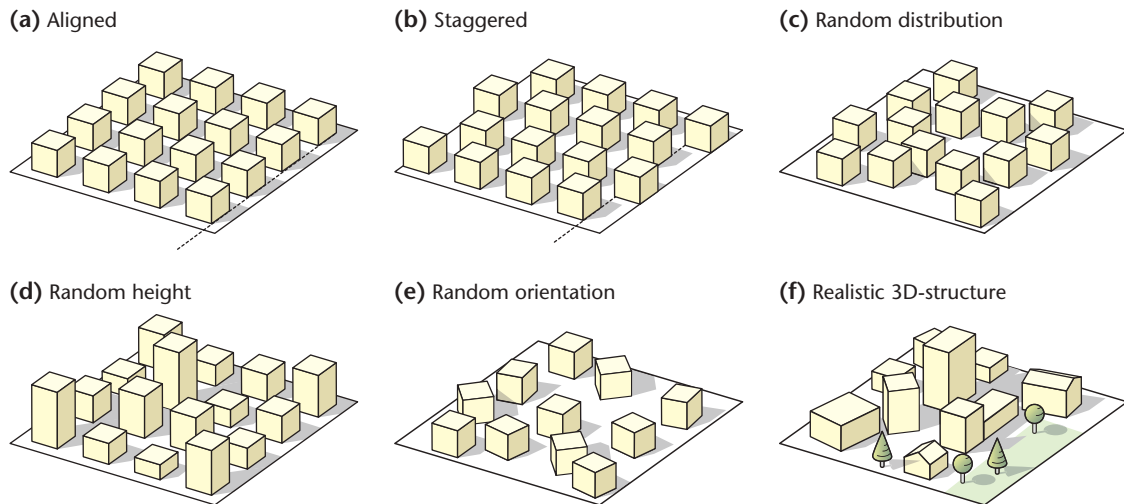 (a) Aligned
(b) Staggered
(c) Random distribution
(d) Random height
(e) Random orientation
(f) Realistic 3D-structure